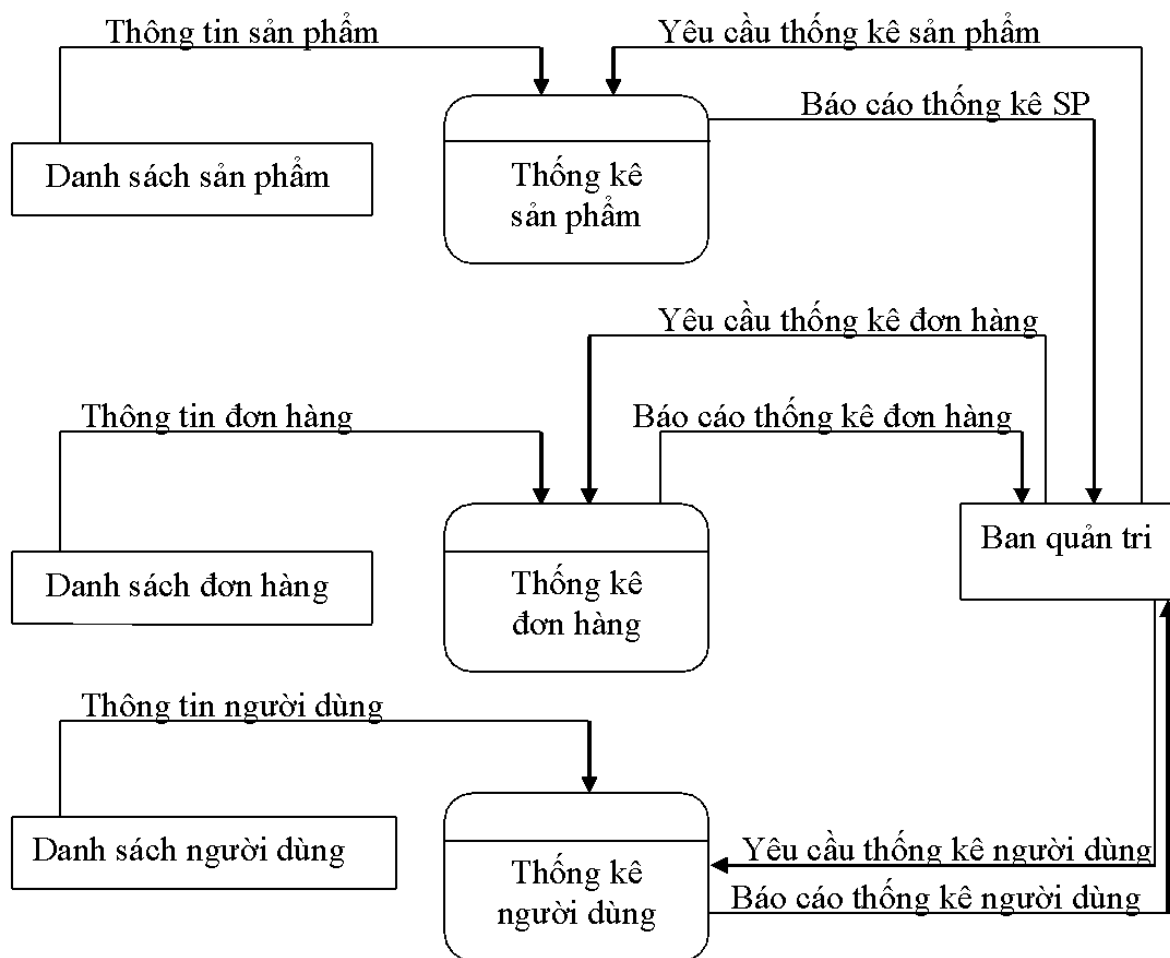 Thông tin sản phẩm
Yêu cầu thống kê sản phẩm
Báo cáo thống kê SP
Danh sách sản phẩm
Thống kê
sản phẩm
Yêu cầu thống kê đơn hàng
Thông tin đơn hàng
Báo cáo thống kê đơn hàng
Ban quản tri
Danh sách đơn hàng
Thống kê
đơn hàng
Thông tin người dùng
Danh sách người dùng
Yêu cầu thống kê người dùng
Thống kê
người dùng
Báo cáo thống kê người dùng